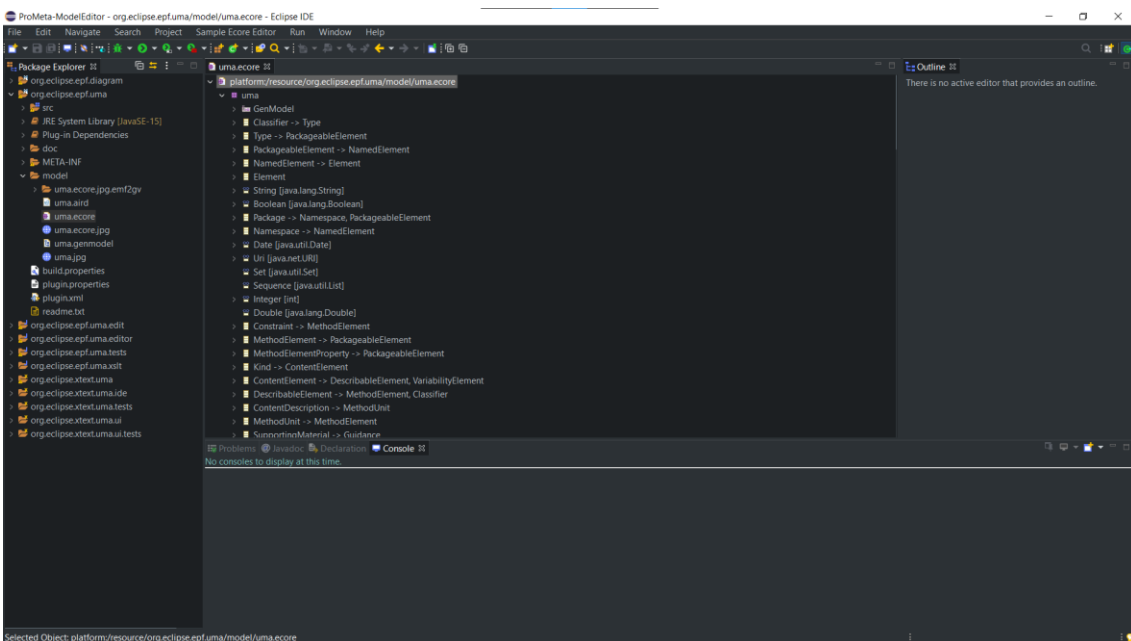 ProMeta-ModelEditor - org.eclipse.epf.uma/model/uma.ecore - Eclipse IDE
File Edit Navigate Search Project Sample Ecore Editor Run Window Help
Package Explorer
org.eclipse.epf.diagram
org.eclipse.epf.uma
src
JRE System Library [JavaSE-15]
Plug-in Dependencies
doc
META-INF
model
uma.ecore.jpg.emf2gv
uma.aird
uma.ecore
uma.ecore.jpg
uma.genmodel
uma.jpg
build.properties
plugin.properties
plugin.xml
readme.txt
org.eclipse.epf.uma.edit
org.eclipse.epf.uma.editor
org.eclipse.epf.uma.tests
org.eclipse.epf.uma.xslt
org.eclipse.xtext.uma
org.eclipse.xtext.uma.ide
org.eclipse.xtext.uma.tests
org.eclipse.xtext.uma.ui
org.eclipse.xtext.uma.ui.tests
uma.ecore
platform:/resource/org.eclipse.epf.uma/model/uma.ecore
uma
GenModel
Classifier -> Type
Type -> PackageableElement
PackageableElement -> NamedElement
NamedElement -> Element
Element
String [java.lang.String]
Boolean [java.lang.Boolean]
Package -> Namespace, PackageableElement
Namespace -> NamedElement
Date [java.util.Date]
Uri [java.net.URI]
Set [java.util.Set]
Sequence [java.util.List]
Integer [int]
Double [java.lang.Double]
Constraint -> MethodElement
MethodElement -> PackageableElement
MethodElementProperty -> PackageableElement
Kind -> ContentElement
ContentElement -> DescribableElement, VariabilityElement
DescribableElement -> MethodElement, Classifier
ContentDescription -> MethodUnit
MethodUnit -> MethodElement
SupportingMaterial -> Guidance
Outline
There is no active editor that provides an outline.
Problems Javadoc Declaration Console
No consoles to display at this time.
Selected Object: platform:/resource/org.eclipse.epf.uma/model/uma.ecore